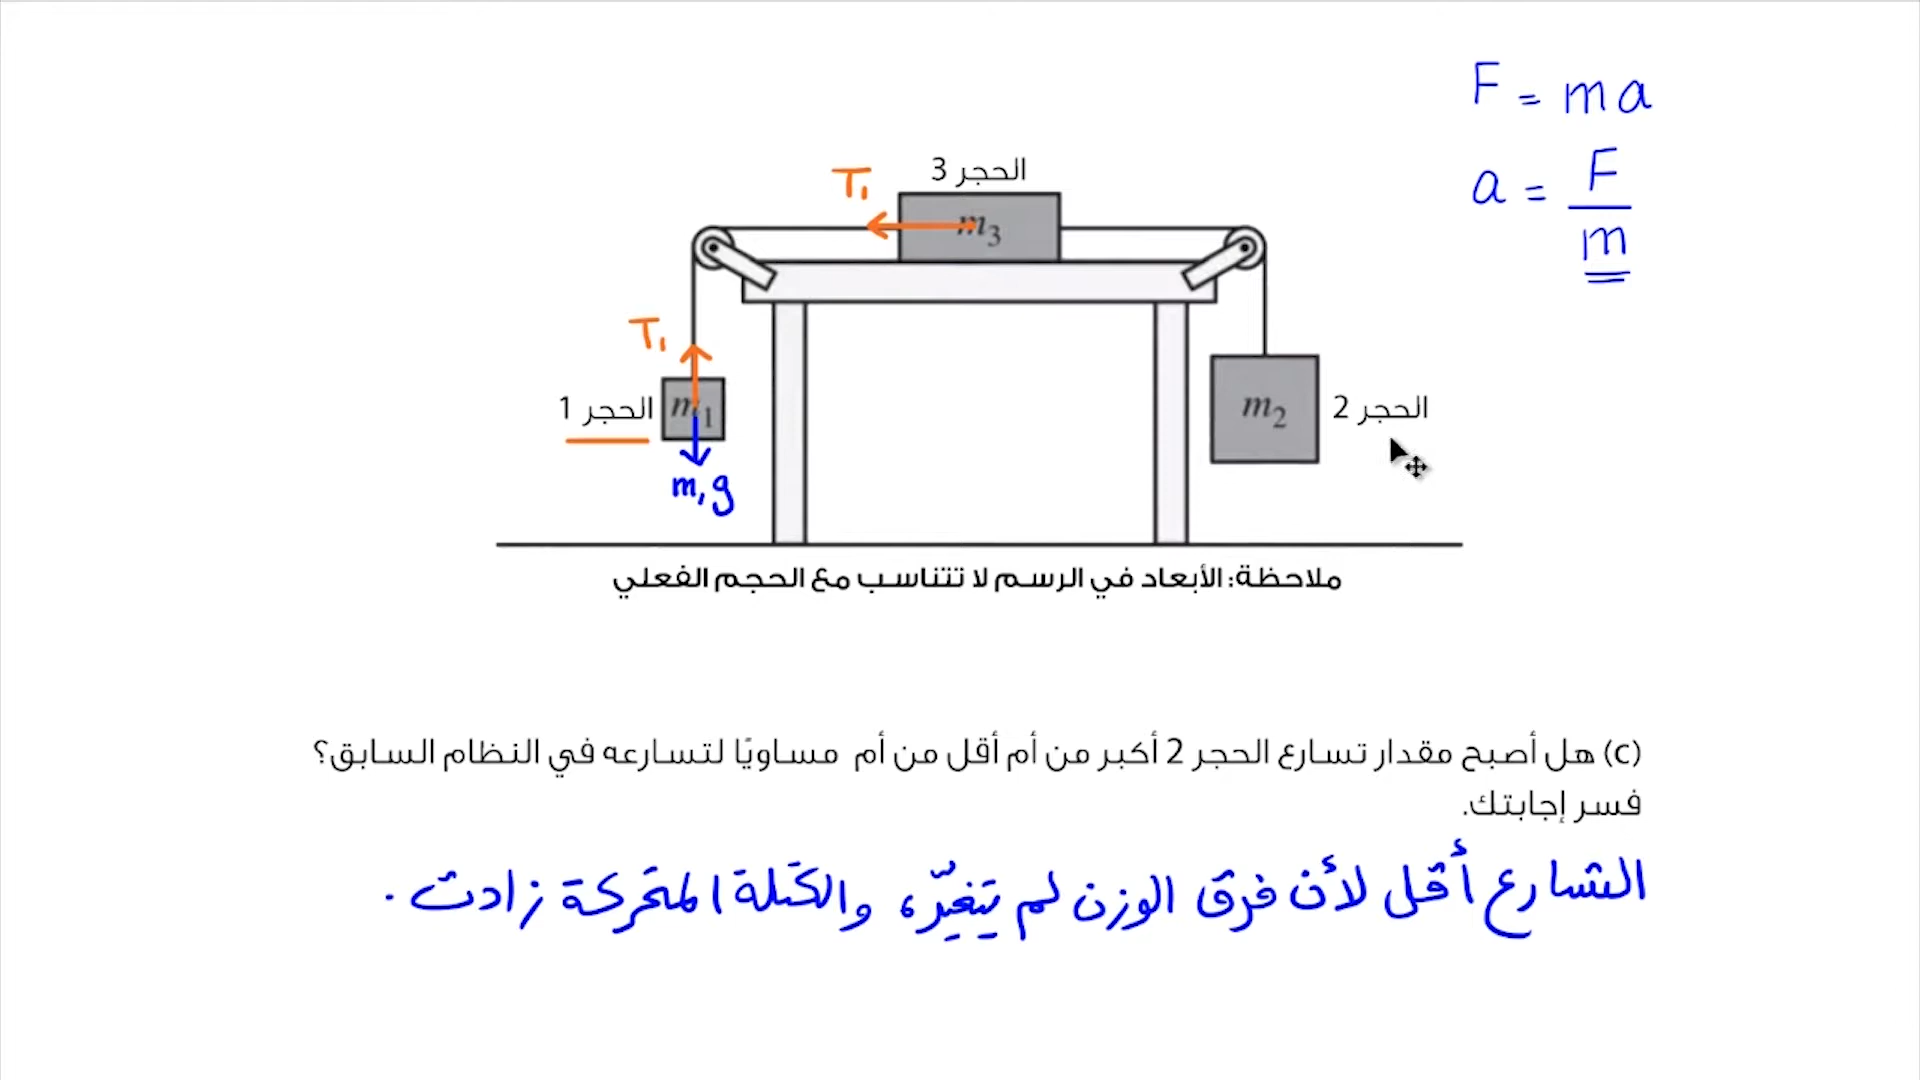 F = ma
a = F/m
الحجر 3
T₁
m₃
T₁
الحجر 1
m₁
m₂
الحجر 2
m₁g
ملاحظة: الأبعاد في الرسم لا تتناسب مع الحجم الفعلي
(c) هل أصبح مقدار تسارع الحجر 2 أكبر من أم أقل من أم مساويًا لتسارعه في النظام السابق؟
فسر إجابتك.
التسارع أقل لأن فرق الوزن لم يتغيّر، والكتلة المتحركة زادت.